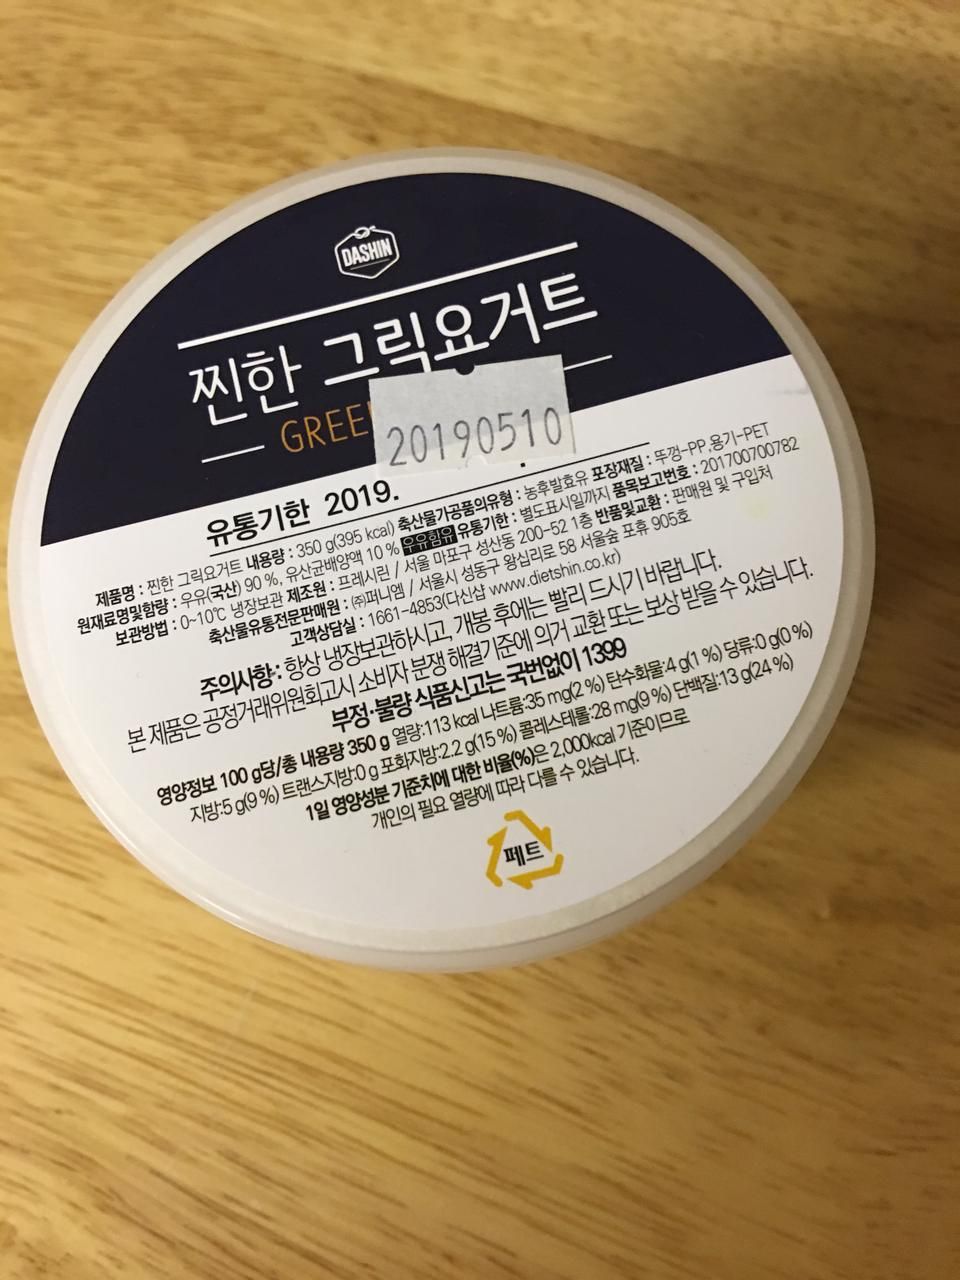 DASHIN
찐한 그릭요거트
GREE
20190510
유통기한 2019.
제품명 : 찐한 그릭요거트 내용량 : 350 g(395 kcal) 축산물가공품의유형 : 농후발효유 포장재질 : 뚜껑-PP,용기-PET
원재료명및함량 : 우유(국산) 90 %, 유산균배양액 10 % 우유함유 유통기한 : 별도표시일까지 품목보고번호 : 201700700782
보관방법 : 0~10℃ 냉장보관 제조원 : 프레시린 / 서울 마포구 성산동 200-52 1층 반품및교환 : 판매원 및 구입처
축산물유통전문판매원 : ㈜퍼니엠 / 서울시 성동구 왕십리로 58 서울숲 포휴 905호
고객상담실 : 1661-4853(다신샵 www.dietshin.co.kr)
주의사항 : 항상 냉장보관하시고, 개봉 후에는 빨리 드시기 바랍니다.
본 제품은 공정거래위원회고시 소비자 분쟁 해결기준에 의거 교환 또는 보상 받을 수 있습니다.
부정·불량 식품신고는 국번없이 1399
영양정보 100 g당/총 내용량 350 g 열량:113 kcal 나트륨:35 mg(2 %) 탄수화물:4 g(1 %) 당류:0 g(0 %)
지방:5 g(9 %) 트랜스지방:0 g 포화지방:2.2 g(15 %) 콜레스테롤:28 mg(9 %) 단백질:13 g(24 %)
1일 영양성분 기준치에 대한 비율(%)은 2,000kcal 기준이므로
개인의 필요 열량에 따라 다를 수 있습니다.
페트